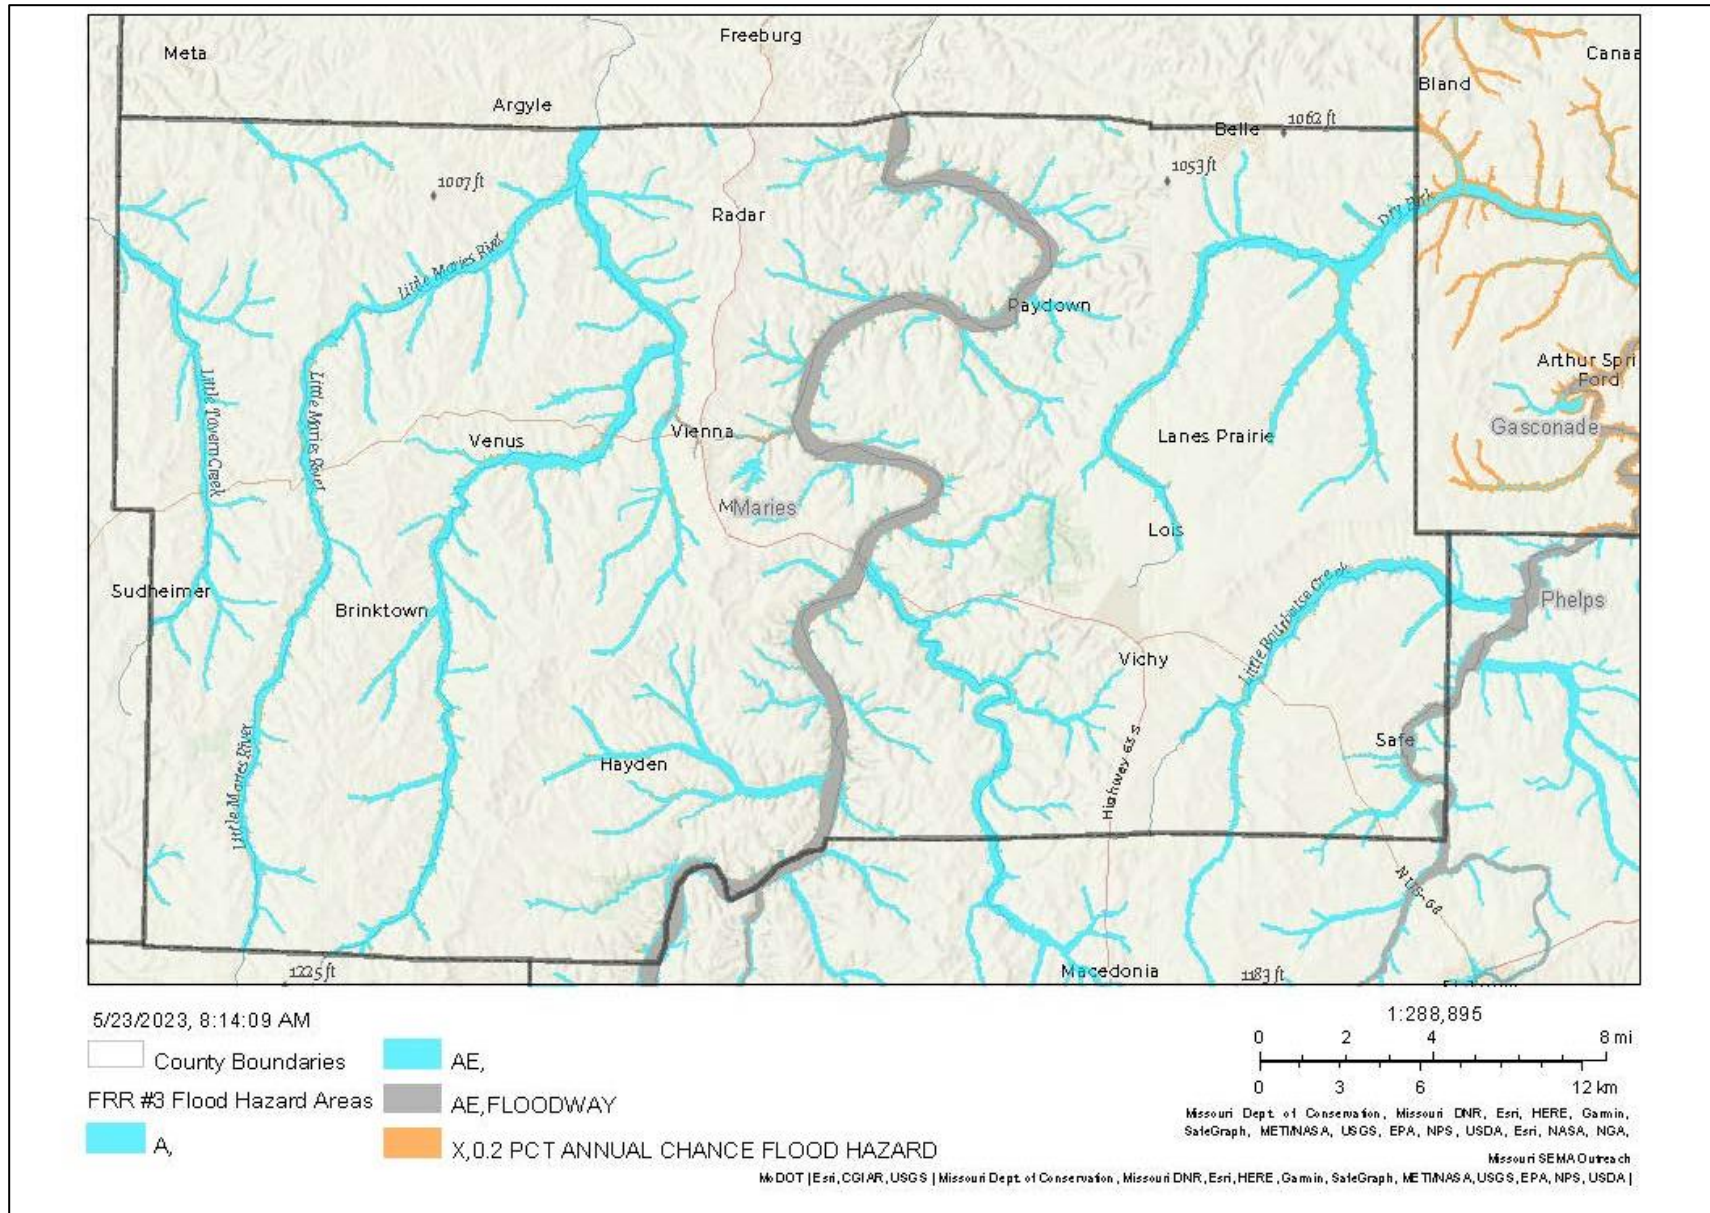 Freeburg
Meta
Canaa
Bland
Argyle
1062 ft
Belle
1053 ft
1007 ft
Radar
Dry Fork
Little Maries River
Paydown
Arthur Spri
Ford
Little Tavern Creek
Little Maries River
Gasconade
Vienna
Venus
Lanes Prairie
MMaries
Lois
Sudheimer
Brinktown
Phelps
Little Bourbeuse Creek
Vichy
Safe
Highway 63 S
Hayden
Little Maries River
N US-68
1225 ft
Macedonia
1183 ft
5/23/2023, 8:14:09 AM
County Boundaries
FRR #3 Flood Hazard Areas
A,
AE,
AE,FLOODWAY
X,0.2 PCT ANNUAL CHANCE FLOOD HAZARD
1:288,895
0 2 4 8 mi
0 3 6 12 km
Missouri Dept. of Conservation, Missouri DNR, Esri, HERE, Garmin,
SafeGraph, METI/NASA, USGS, EPA, NPS, USDA, Esri, NASA, NGA,
Missouri SEMA Outreach
MoDOT | Esri, CGIAR, USGS | Missouri Dept. of Conservation, Missouri DNR, Esri, HERE, Garmin, SafeGraph, METI/NASA, USGS, EPA, NPS, USDA |